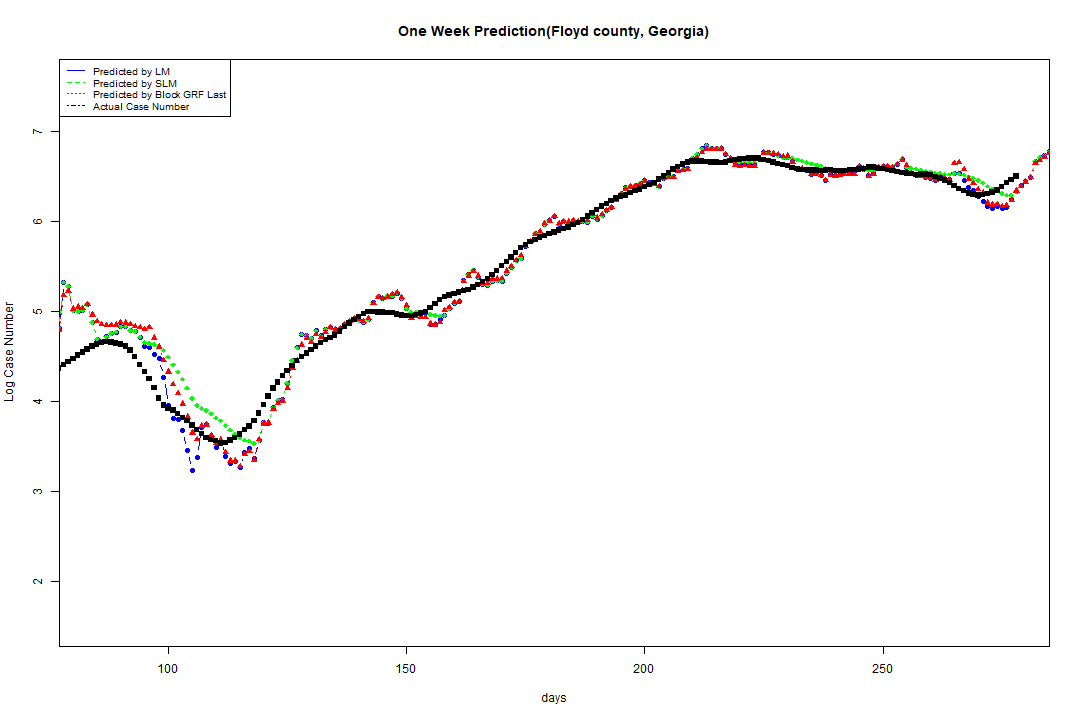 One Week Prediction(Floyd county, Georgia)
Predicted by LM
Predicted by SLM
Predicted by Block GRF Last
Actual Case Number
Log Case Number
7
6
5
4
3
2
100 150 200 250
days